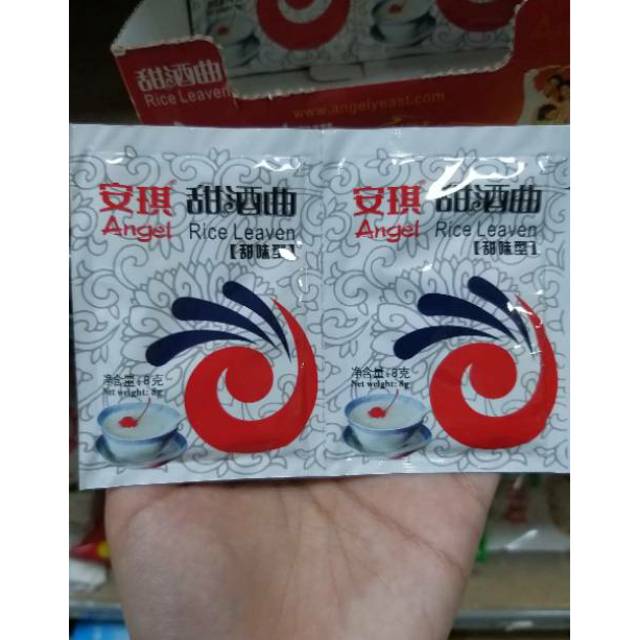 甜酒曲
Rice Leaven
www.angelyeast.com
安琪 甜酒曲
Angel Rice Leaven
【甜味型】
净含量:8克
Net weight: 8g
安琪 甜酒曲
Angel Rice Leaven
【甜味型】
净含量:8克
Net weight: 8g